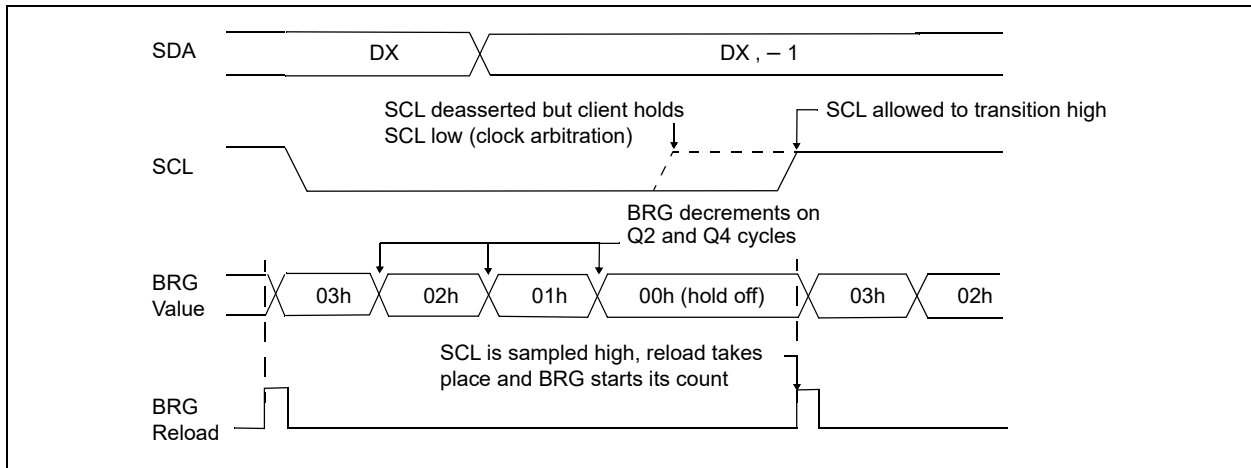 SDA
DX
DX , – 1
SCL deasserted but client holds
SCL low (clock arbitration)
SCL allowed to transition high
SCL
BRG decrements on
Q2 and Q4 cycles
BRG
Value
03h
02h
01h
00h (hold off)
03h
02h
SCL is sampled high, reload takes
place and BRG starts its count
BRG
Reload